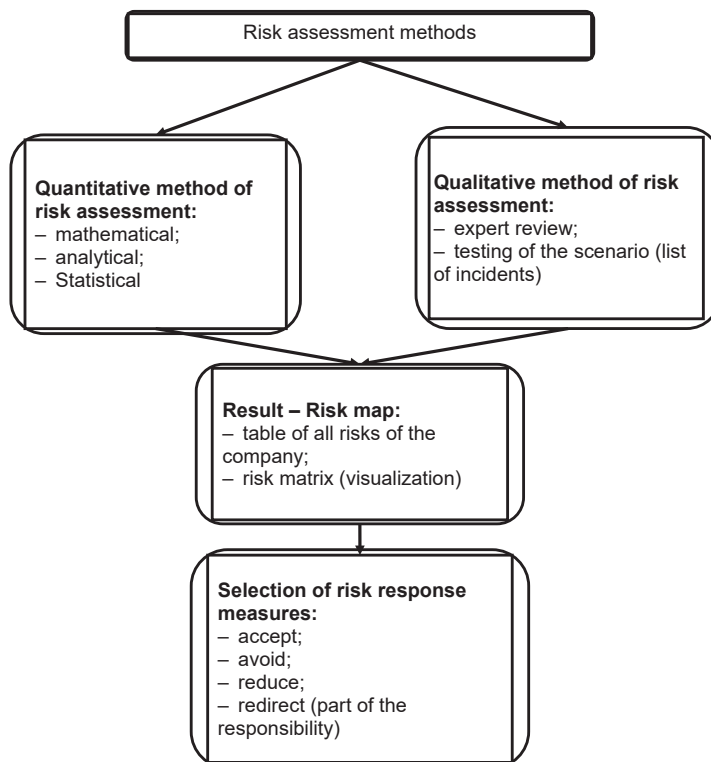 Risk assessment methods
Quantitative method of
risk assessment:
– mathematical;
– analytical;
– Statistical
Qualitative method of risk
assessment:
– expert review;
– testing of the scenario (list
of incidents)
Result – Risk map:
– table of all risks of the
company;
– risk matrix (visualization)
Selection of risk response
measures:
– accept;
– avoid;
– reduce;
– redirect (part of the
responsibility)